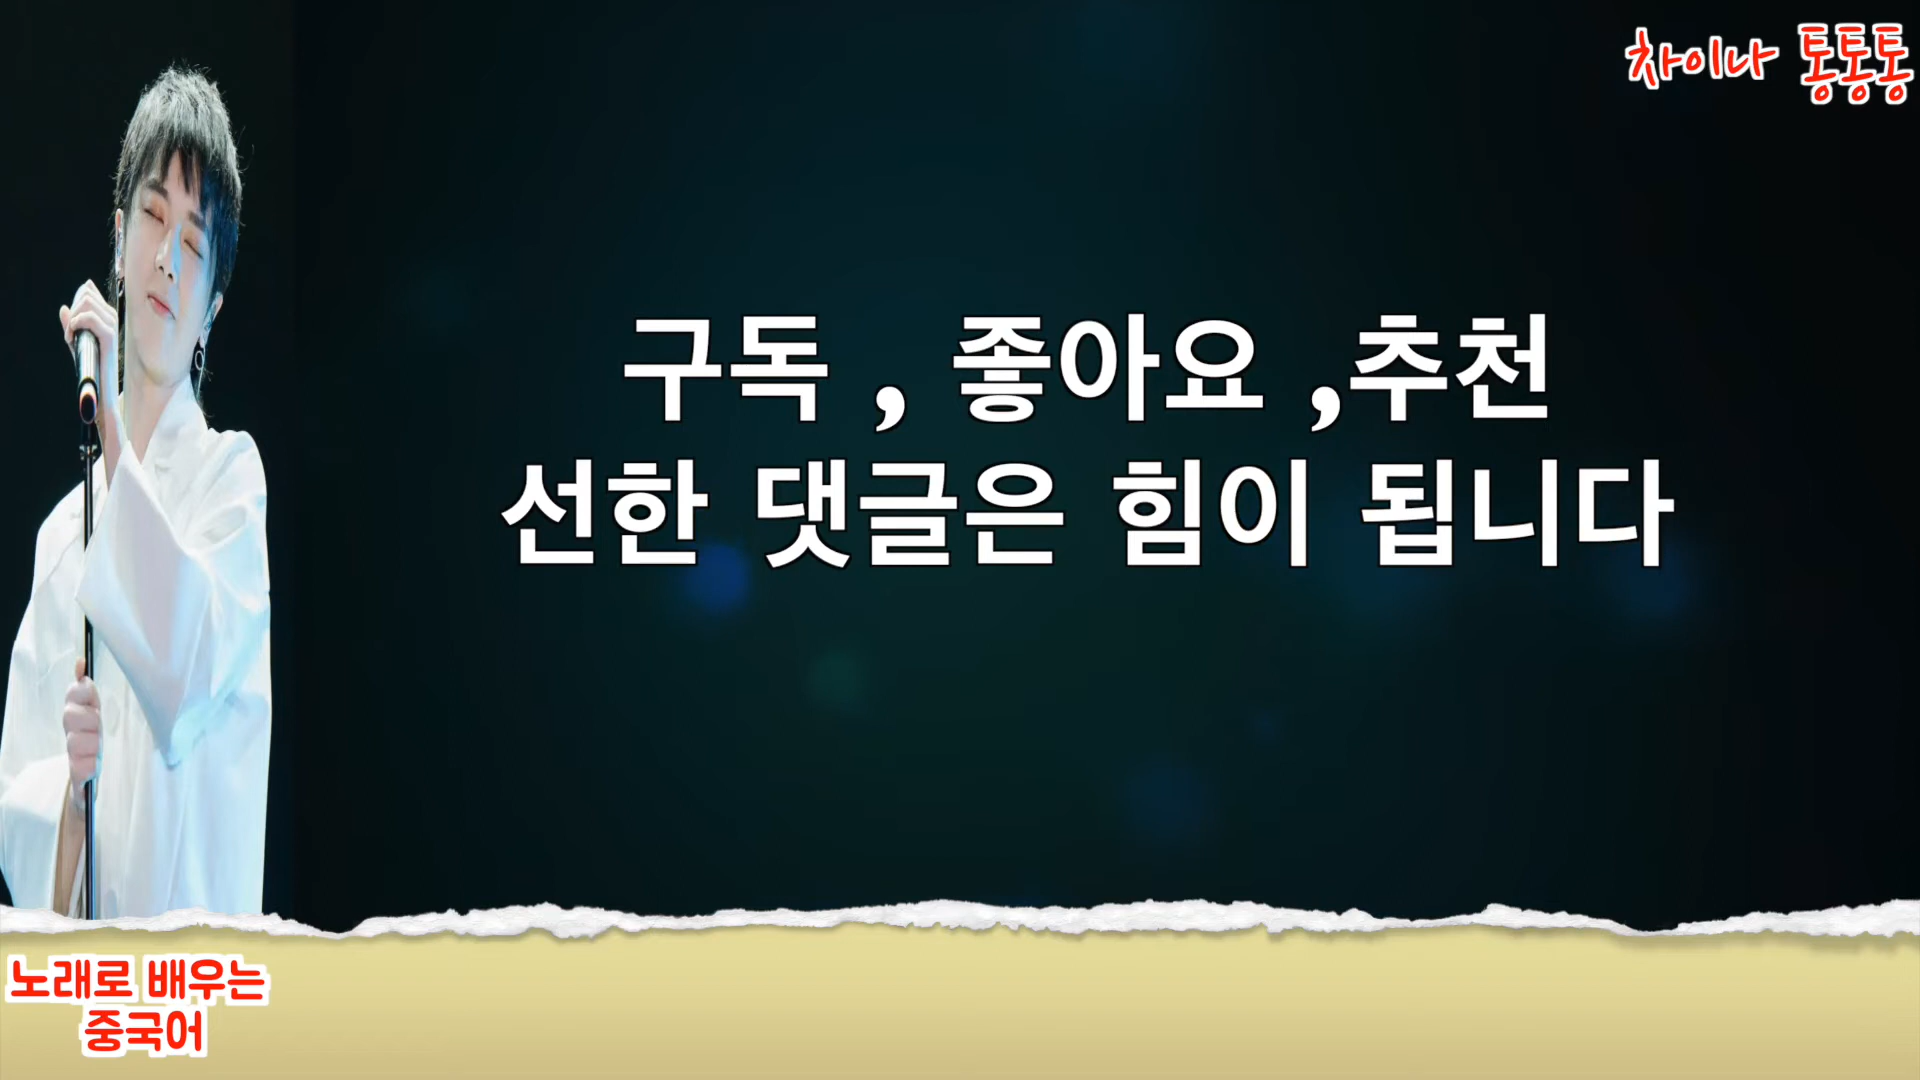 차이나 통통통
구독 , 좋아요 ,추천
선한 댓글은 힘이 됩니다
노래로 배우는
중국어